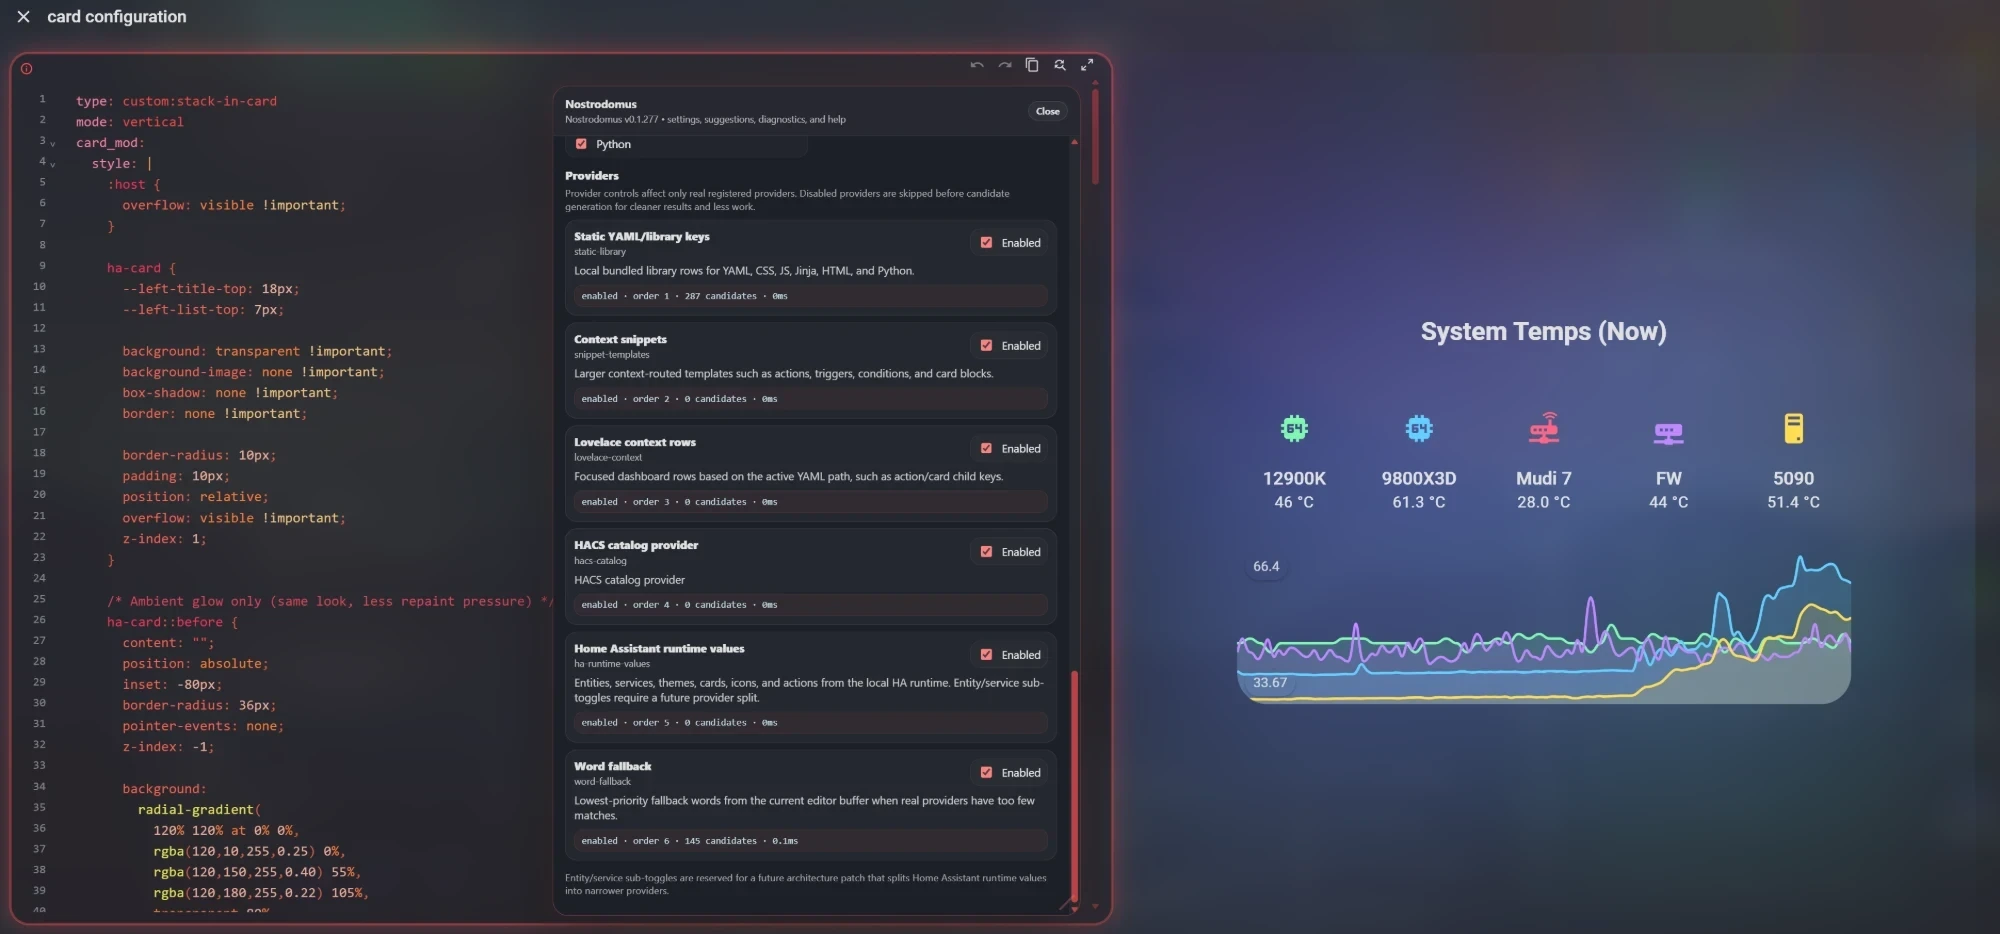 card configuration
1 type: custom:stack-in-card
2 mode: vertical
3 card_mod:
4 style: |
5 :host {
6 overflow: visible !important;
7 }
8
9 ha-card {
10 --left-title-top: 18px;
11 --left-list-top: 7px;
12
13 background: transparent !important;
14 background-image: none !important;
15 box-shadow: none !important;
16 border: none !important;
17
18 border-radius: 10px;
19 padding: 10px;
20 position: relative;
21 overflow: visible !important;
22 z-index: 1;
23 }
24
25 /* Ambient glow only (same look, less repaint pressure) */
26 ha-card::before {
27 content: "";
28 position: absolute;
29 inset: -80px;
30 border-radius: 36px;
31 pointer-events: none;
32 z-index: -1;
33
34 background:
35 radial-gradient(
36 120% 120% at 0% 0%,
37 rgba(120,10,255,0.25) 0%,
38 rgba(120,150,255,0.40) 55%,
39 rgba(120,180,255,0.22) 105%,
40 transparent 80%
Nostrodomus
Nostrodomus v0.1.277 • settings, suggestions, diagnostics, and help
Close
Python
Providers
Provider controls affect only real registered providers. Disabled providers are skipped before candidate
generation for cleaner results and less work.
Static YAML/library keys
static-library
Enabled
Local bundled library rows for YAML, CSS, JS, Jinja, HTML, and Python.
enabled · order 1 · 287 candidates · 0ms
Context snippets
snippet-templates
Enabled
Larger context-routed templates such as actions, triggers, conditions, and card blocks.
enabled · order 2 · 0 candidates · 0ms
Lovelace context rows
lovelace-context
Enabled
Focused dashboard rows based on the active YAML path, such as action/card child keys.
enabled · order 3 · 0 candidates · 0ms
HACS catalog provider
hacs-catalog
Enabled
HACS catalog provider
enabled · order 4 · 0 candidates · 0ms
Home Assistant runtime values
ha-runtime-values
Enabled
Entities, services, themes, cards, icons, and actions from the local HA runtime. Entity/service sub-
toggles require a future provider split.
enabled · order 5 · 0 candidates · 0ms
Word fallback
word-fallback
Enabled
Lowest-priority fallback words from the current editor buffer when real providers have too few
matches.
enabled · order 6 · 145 candidates · 0.1ms
Entity/service sub-toggles are reserved for a future architecture patch that splits Home Assistant runtime values
into narrower providers.
System Temps (Now)
64 64
12900K 9800X3D Mudi 7 FW 5090
46 °C 61.3 °C 28.0 °C 44 °C 51.4 °C
66.4
33.67